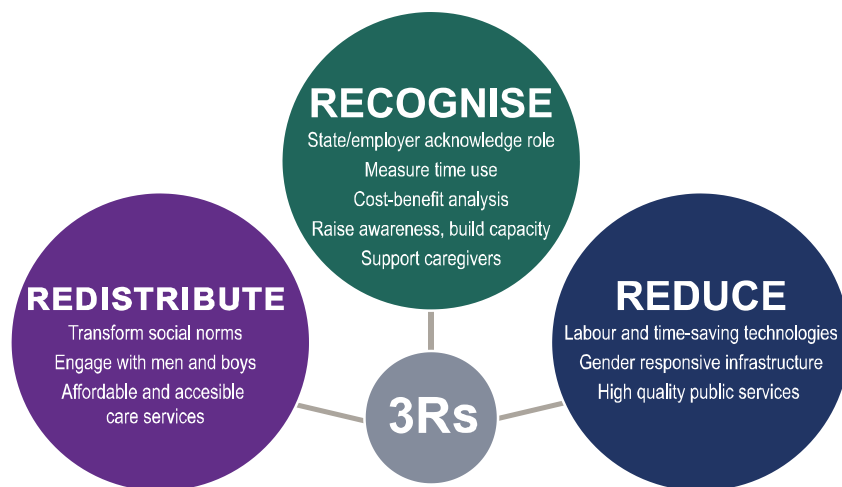 RECOGNISE
State/employer acknowledge role
Measure time use
Cost-benefit analysis
Raise awareness, build capacity
Support caregivers
REDISTRIBUTE
Transform social norms
Engage with men and boys
Affordable and accesible
care services
REDUCE
Labour and time-saving technologies
Gender responsive infrastructure
High quality public services
3Rs